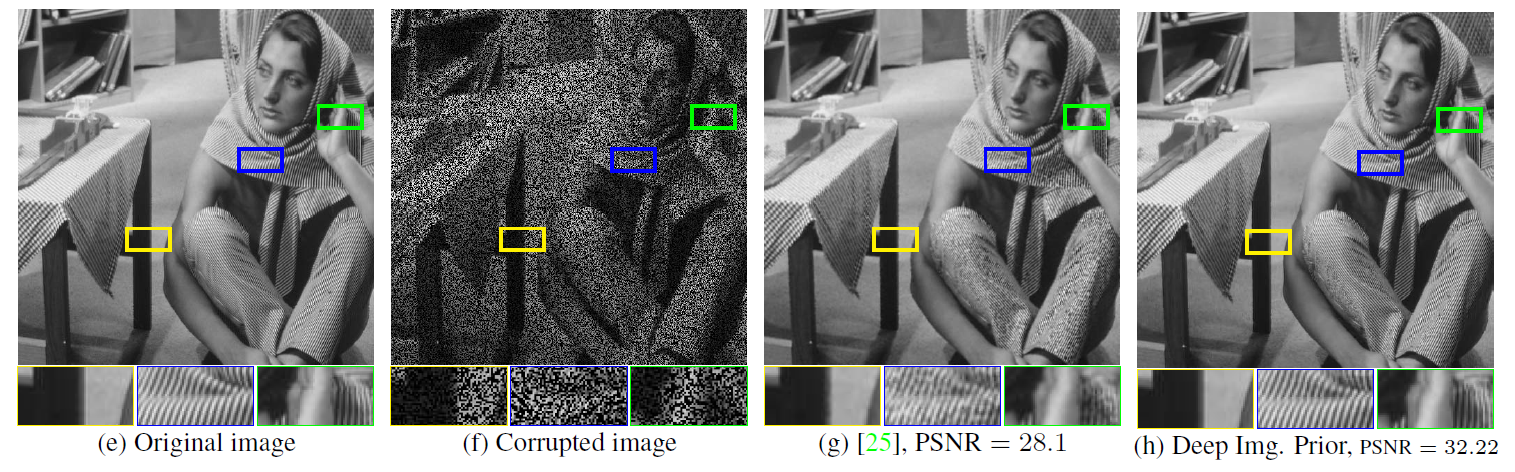 (e) Original image
(f) Corrupted image
(g) [25], PSNR = 28.1
(h) Deep Img. Prior, PSNR = 32.22